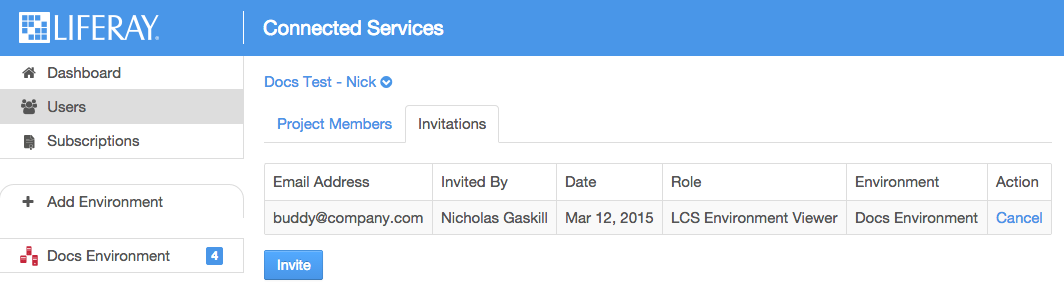 LIFERAY. Connected Services
Dashboard
Users
Subscriptions
Add Environment
Docs Environment 4
Docs Test - Nick
Project Members Invitations
Email Address Invited By Date Role Environment Action
buddy@company.com Nicholas Gaskill Mar 12, 2015 LCS Environment Viewer Docs Environment Cancel
Invite